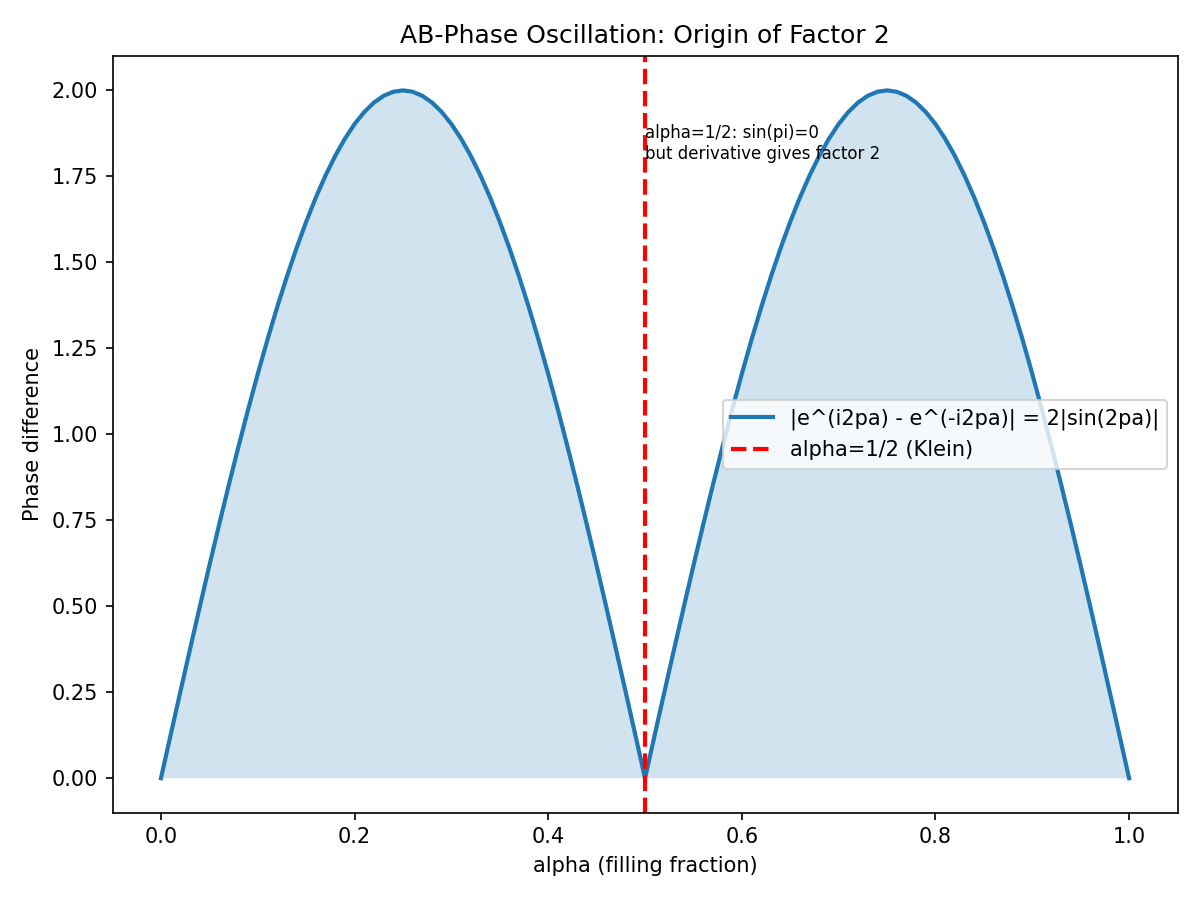 AB-Phase Oscillation: Origin of Factor 2
2.00
1.75
1.50
1.25
1.00
0.75
0.50
0.25
0.00
Phase difference
alpha=1/2: sin(pi)=0
but derivative gives factor 2
|e^(i2pa) - e^(-i2pa)| = 2|sin(2pa)|
alpha=1/2 (Klein)
0.0
0.2
0.4
0.6
0.8
1.0
alpha (filling fraction)